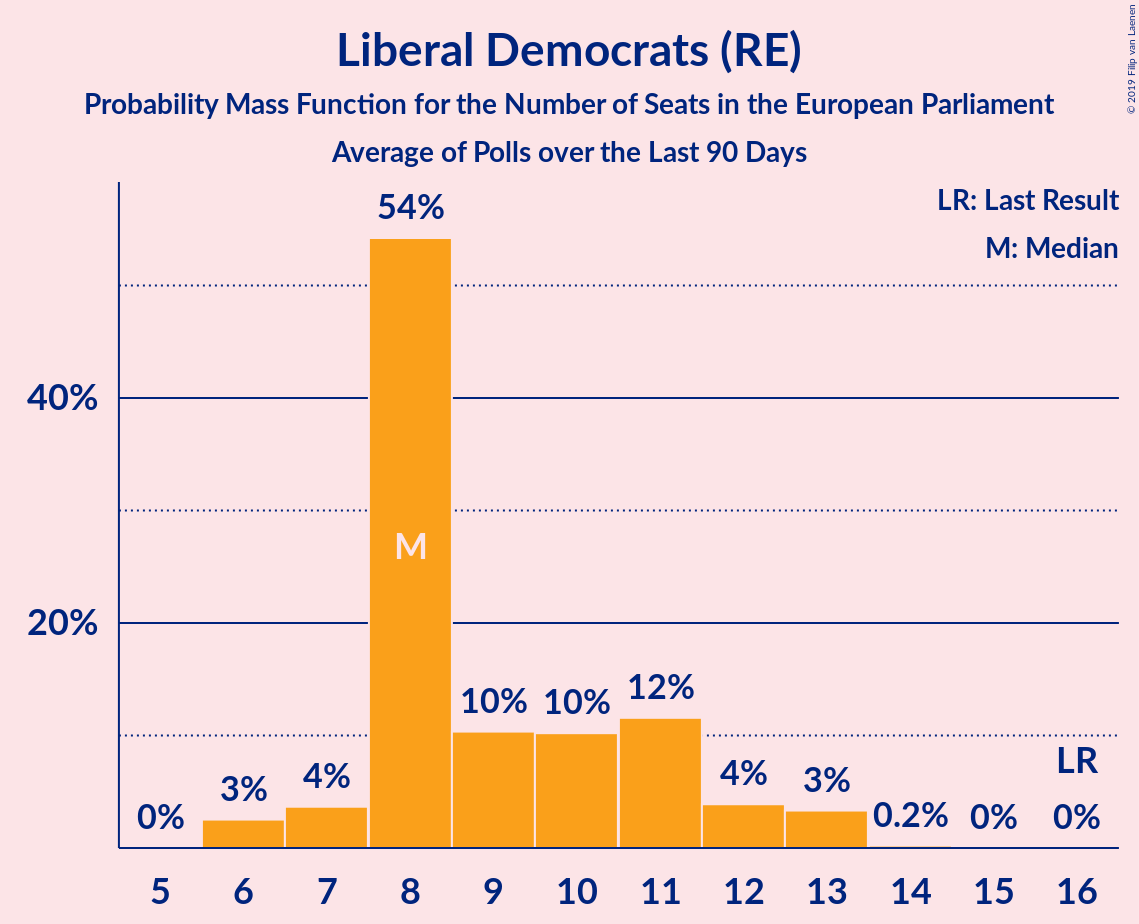 Liberal Democrats (RE)
Probability Mass Function for the Number of Seats in the European Parliament
Average of Polls over the Last 90 Days
© 2019 Filip van Laenen
LR: Last Result
M: Median
54%
40%
M
20%
10% 10% 12%
LR
0% 3% 4% 4% 3% 0.2% 0% 0%
5 6 7 8 9 10 11 12 13 14 15 16